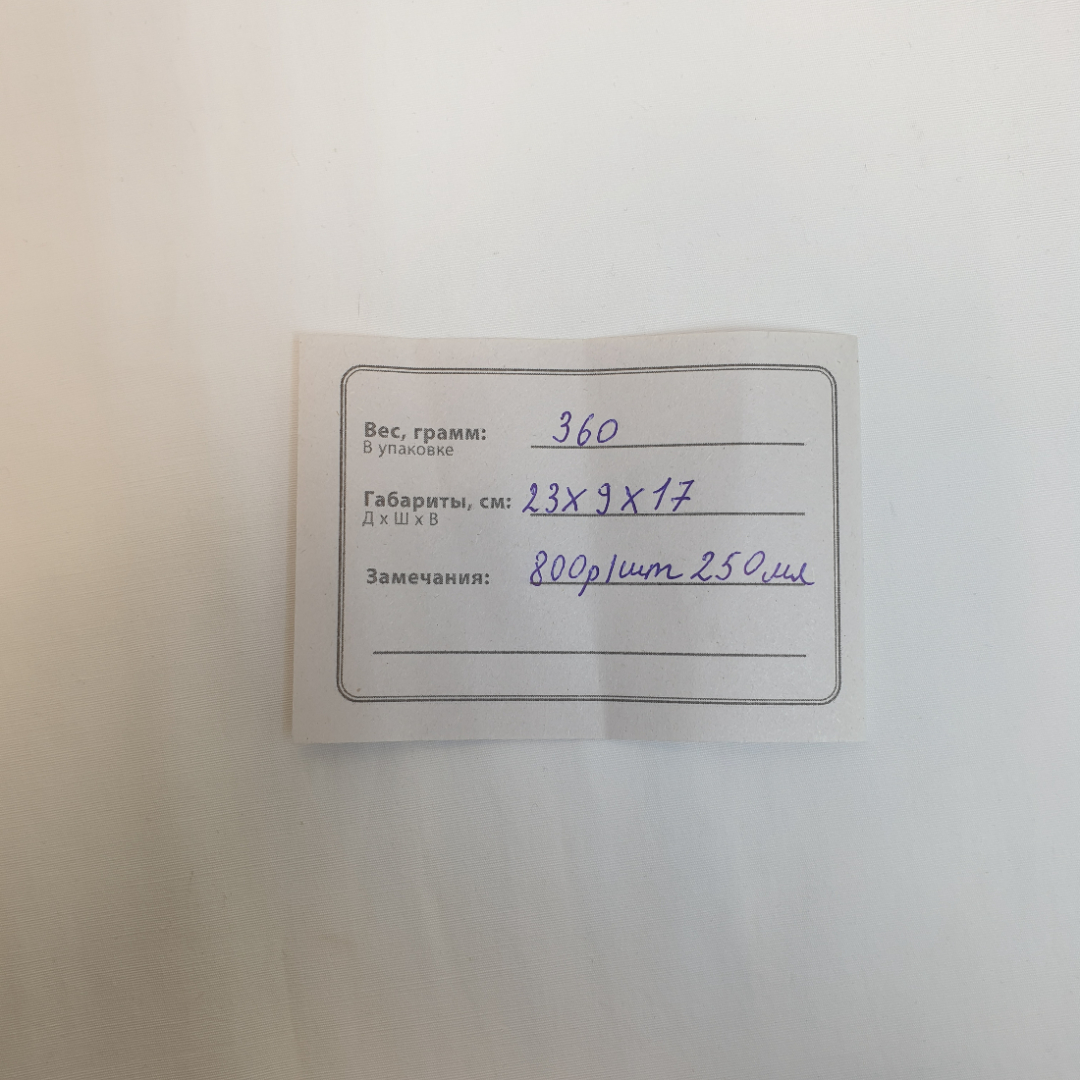 Вес, грамм: 360
В упаковке
Габариты, см: 23х9х17
Д х Ш х В
Замечания: 800р/шт 250мл